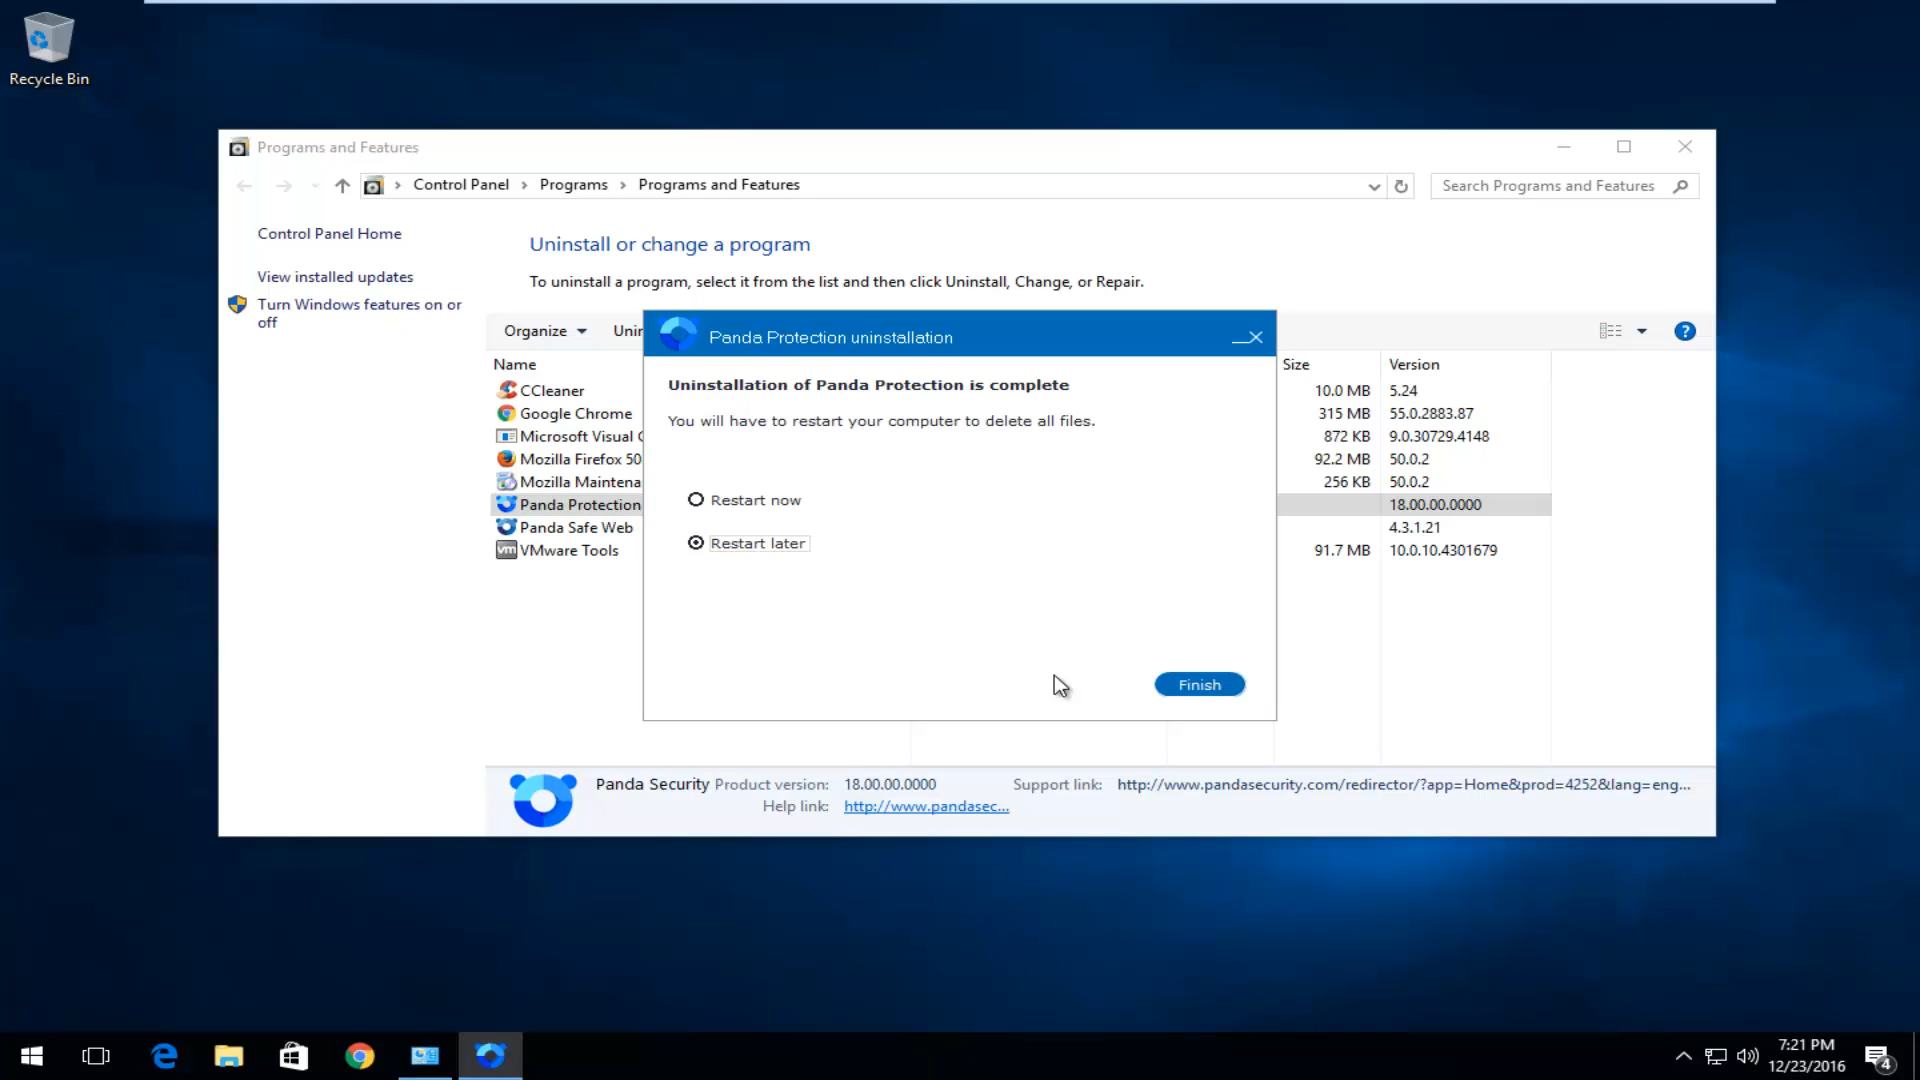 Recycle Bin
Programs and Features
Control Panel
Programs
Programs and Features
Search Programs and Features
Control Panel Home
View installed updates
Turn Windows features on or
off
Uninstall or change a program
To uninstall a program, select it from the list and then click Uninstall, Change, or Repair.
Organize
Unin
Name
Size
Version
CCleaner
10.0 MB
5.24
Google Chrome
315 MB
55.0.2883.87
Microsoft Visual C
872 KB
9.0.30729.4148
Mozilla Firefox 50
92.2 MB
50.0.2
Mozilla Maintena
256 KB
50.0.2
Panda Protection
18.00.00.0000
Panda Safe Web
4.3.1.21
VMware Tools
91.7 MB
10.0.10.4301679
Panda Protection uninstallation
Uninstallation of Panda Protection is complete
You will have to restart your computer to delete all files.
Restart now
Restart later
Finish
Panda Security Product version: 18.00.00.0000
Support link: http://www.pandasecurity.com/redirector/?app=Home&prod=4252&lang=eng...
Help link: http://www.pandasec...
7:21 PM
12/23/2016
4